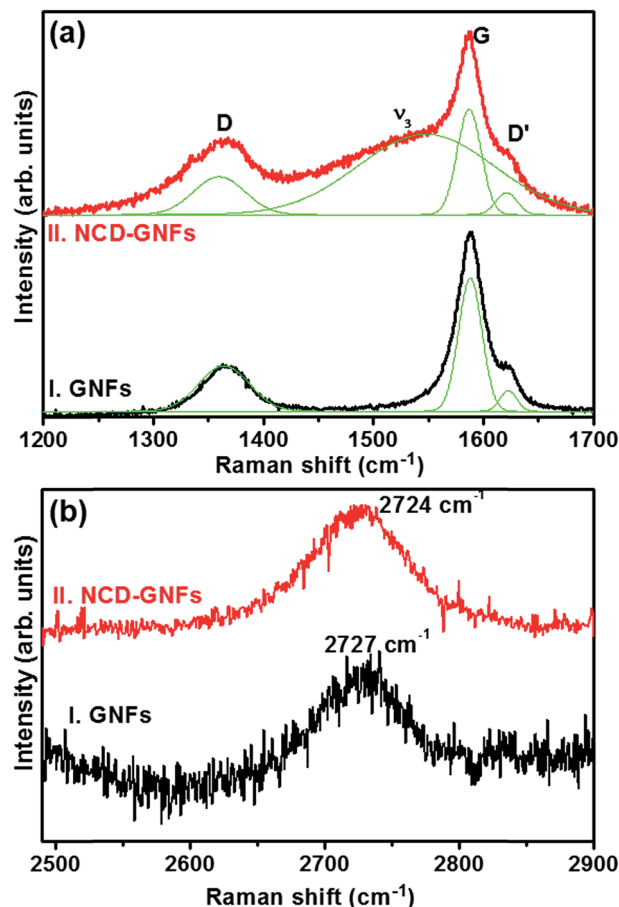 (a)
G
D
ν3
D'
II. NCD-GNFs
I. GNFs
Intensity (arb. units)
1200 1300 1400 1500 1600 1700
Raman shift (cm-1)
(b)
2724 cm-1
II. NCD-GNFs
2727 cm-1
I. GNFs
Intensity (arb. units)
2500 2600 2700 2800 2900
Raman shift (cm-1)